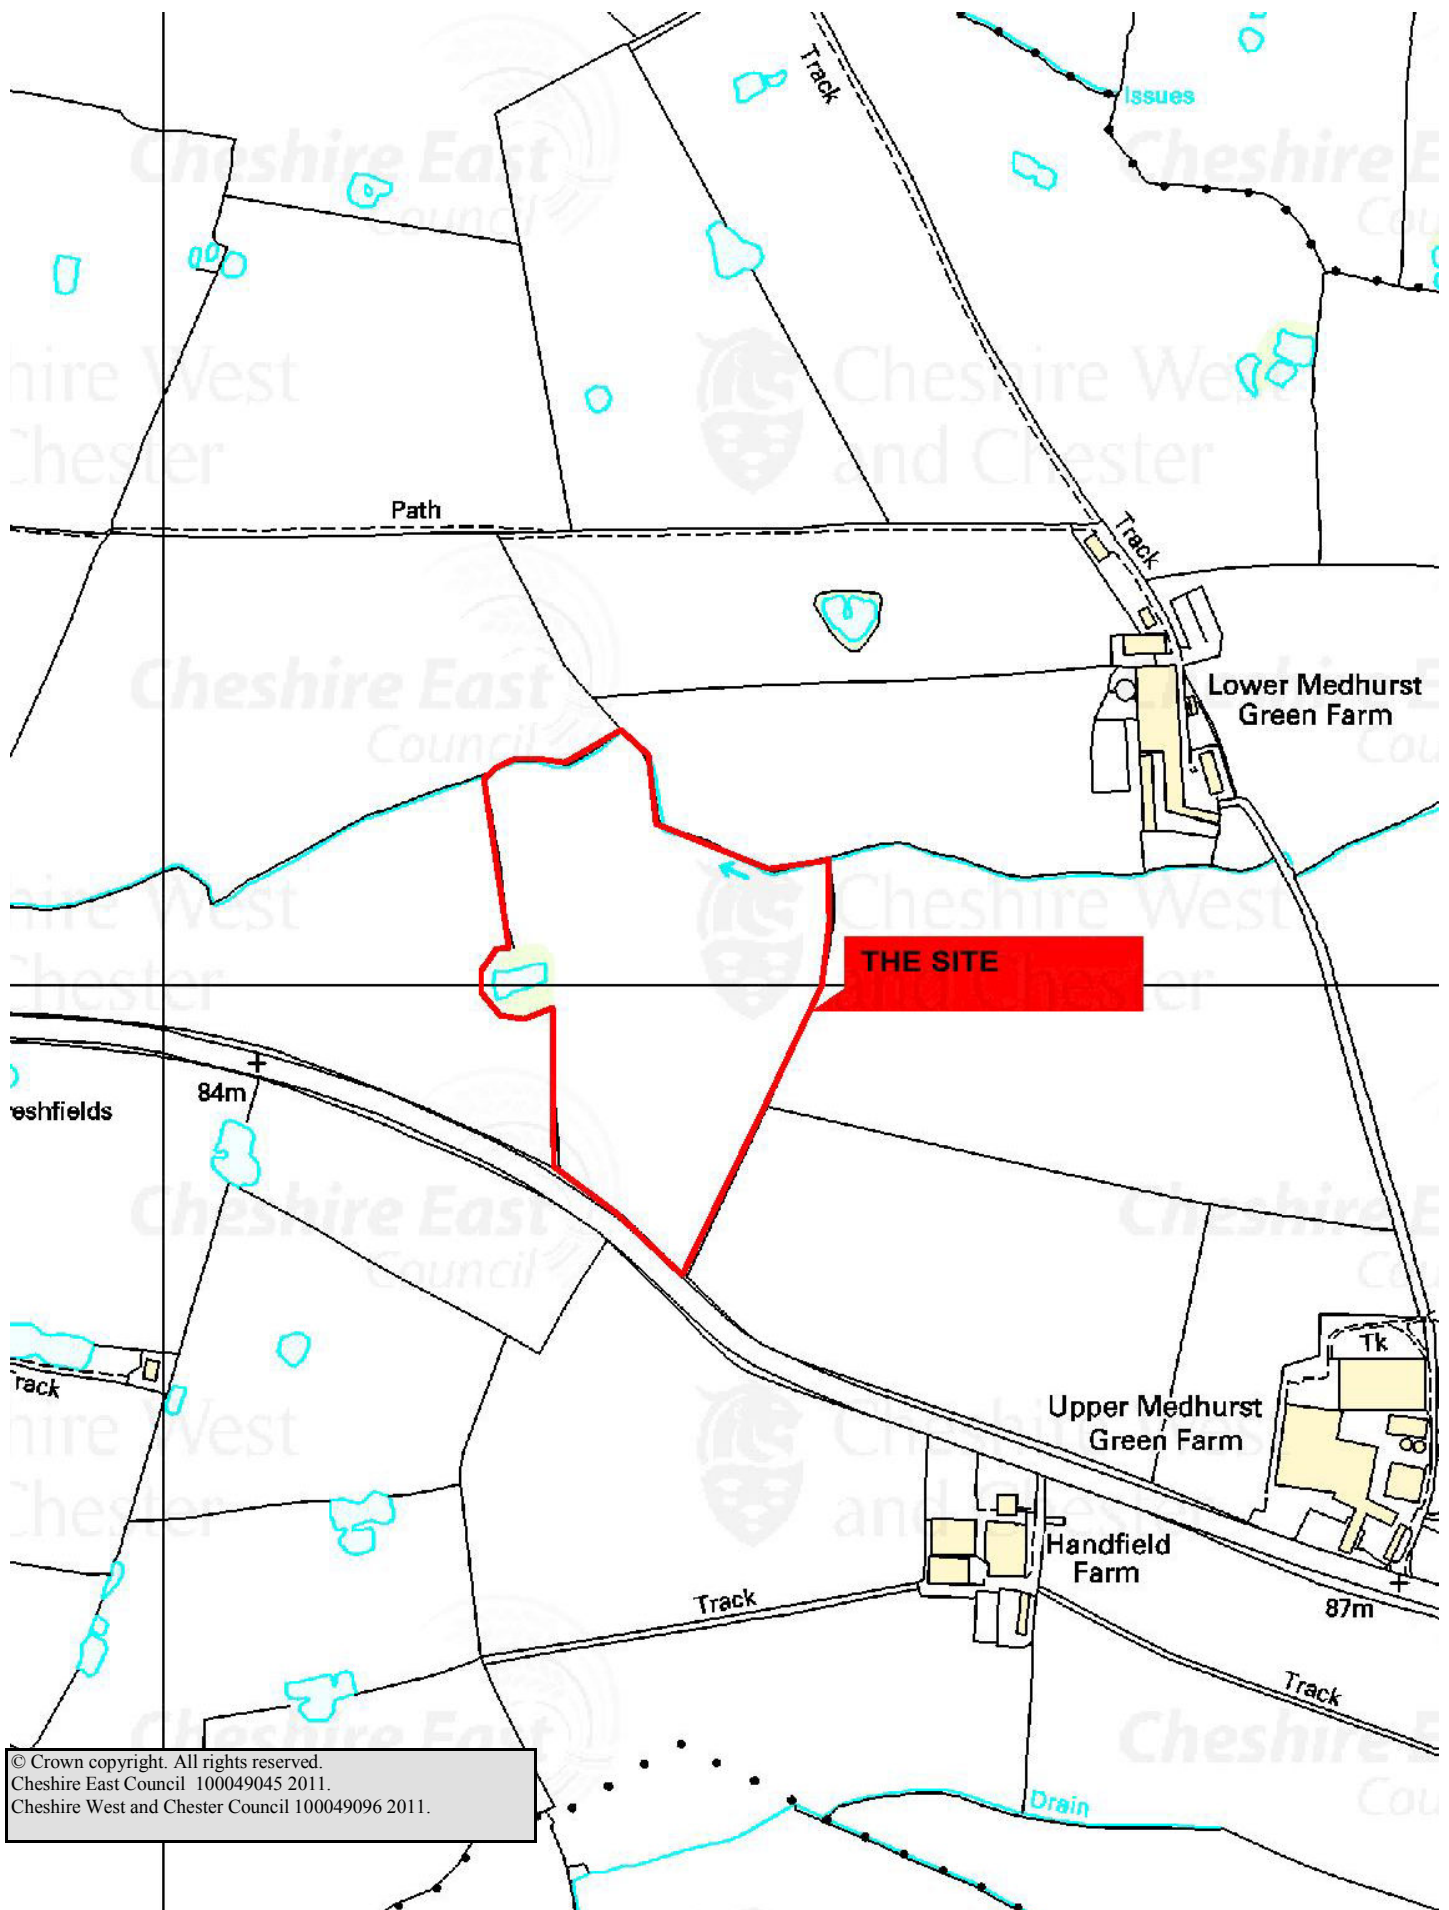 Track
Issues
Path
Track
Lower Medhurst
Green Farm
THE SITE
84m
eshfields
rack
Tk
Upper Medhurst
Green Farm
Handfield
Farm
87m
Track
Track
Drain
© Crown copyright. All rights reserved.
Cheshire East Council 100049045 2011.
Cheshire West and Chester Council 100049096 2011.
Cheshire East
Council
Cheshire West
and Chester